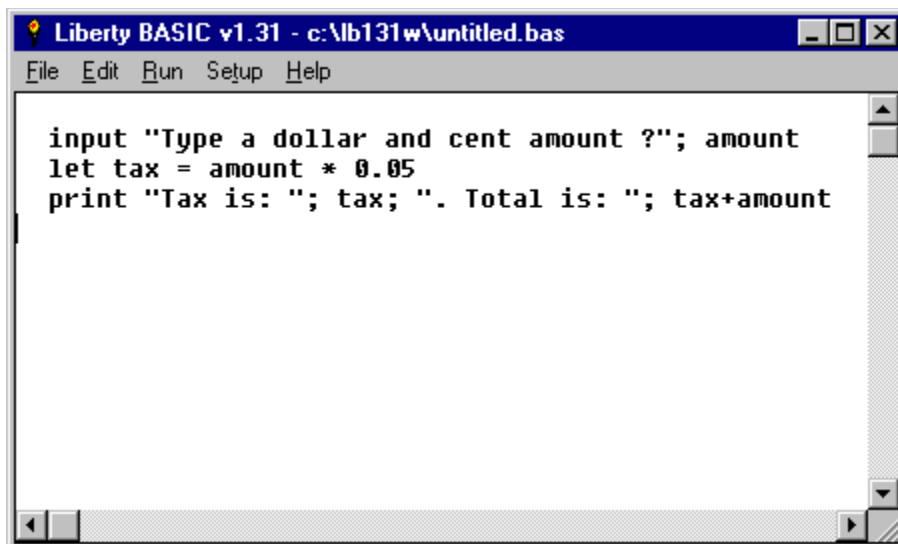 Liberty BASIC v1.31 - c:\lb131w\untitled.bas
File Edit Run Setup Help
input "Type a dollar and cent amount ?"; amount
let tax = amount * 0.05
print "Tax is: "; tax; ". Total is: "; tax+amount